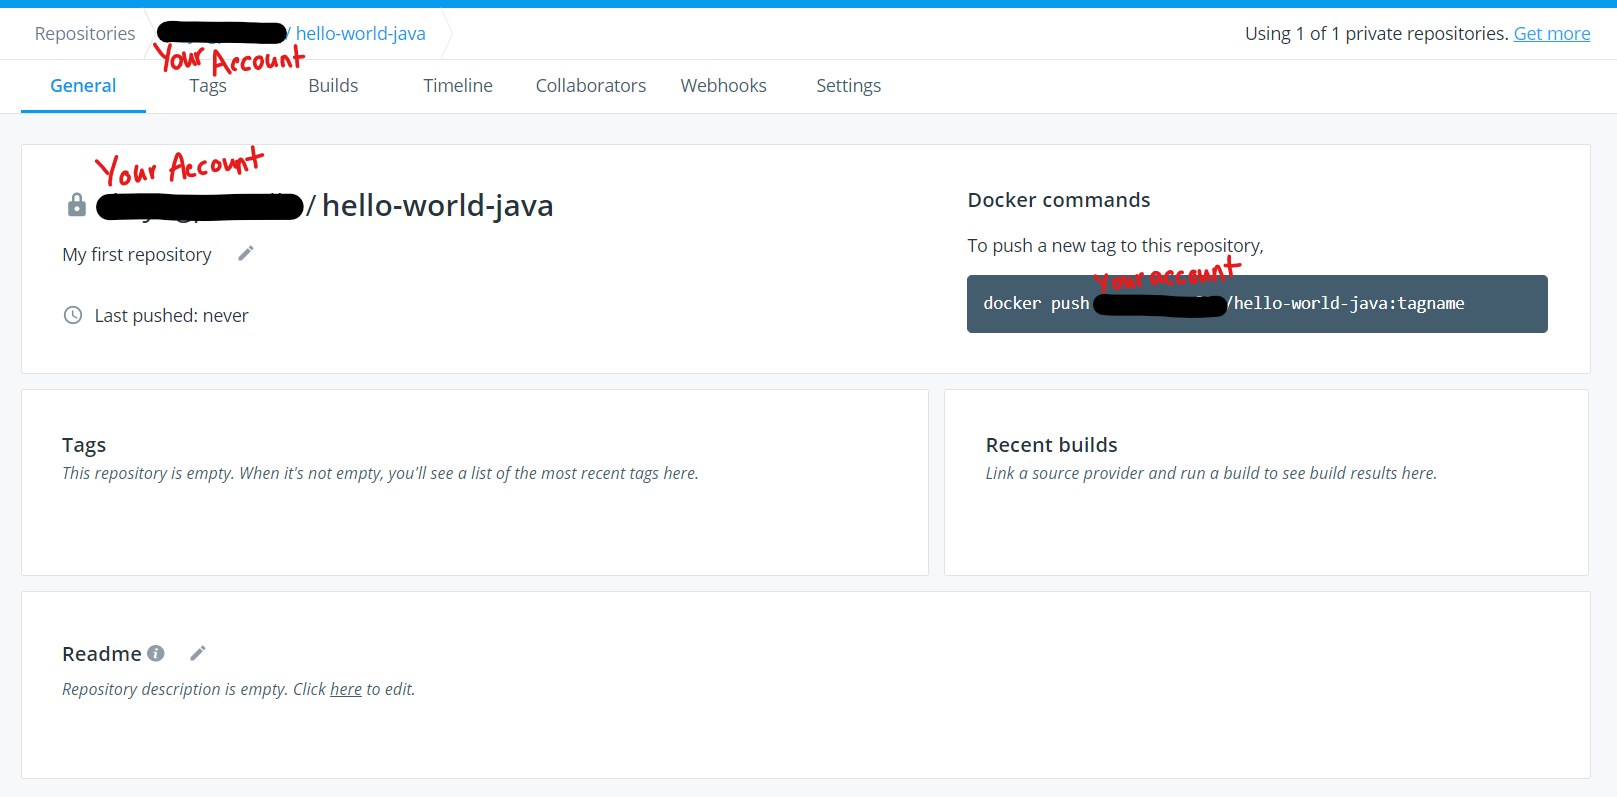 Repositories / hello-world-java Using 1 of 1 private repositories. Get more
Your Account
General Tags Builds Timeline Collaborators Webhooks Settings
Your Account
/ hello-world-java
My first repository
Last pushed: never
Docker commands
To push a new tag to this repository,
Your account
docker push /hello-world-java:tagname
Tags
This repository is empty. When it's not empty, you'll see a list of the most recent tags here.
Recent builds
Link a source provider and run a build to see build results here.
Readme
Repository description is empty. Click here to edit.